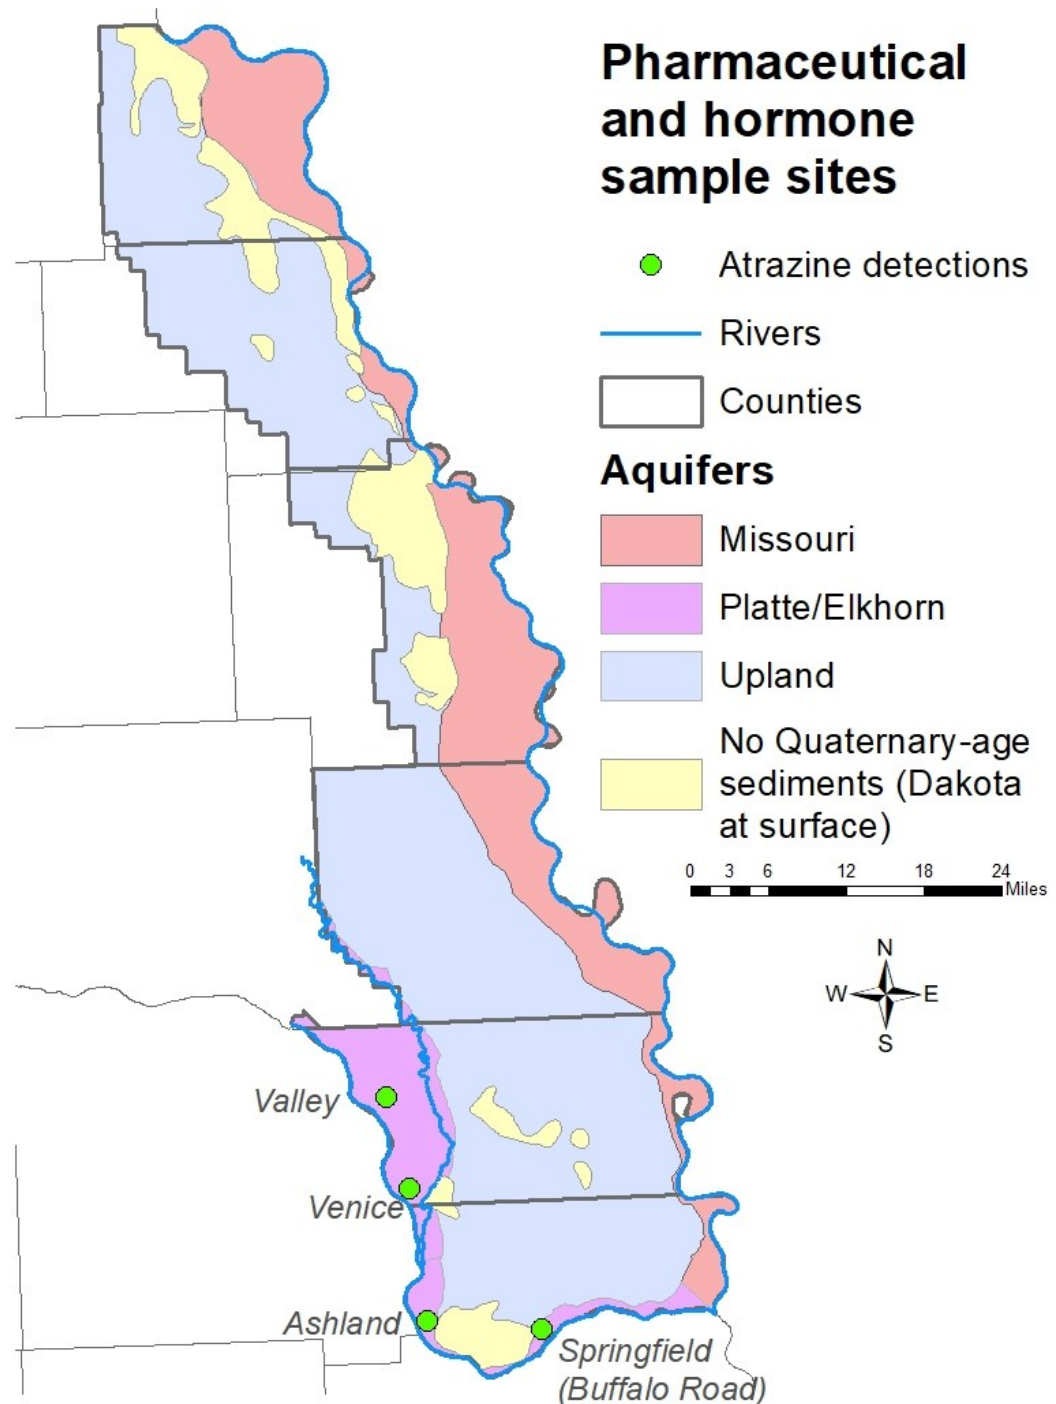 Pharmaceutical
and hormone
sample sites
Atrazine detections
Rivers
Counties
Aquifers
Missouri
Platte/Elkhorn
Upland
No Quaternary-age
sediments (Dakota
at surface)
0 3 6 12 18 24
Miles
N
W E
S
Valley
Venice
Ashland
Springfield
(Buffalo Road)